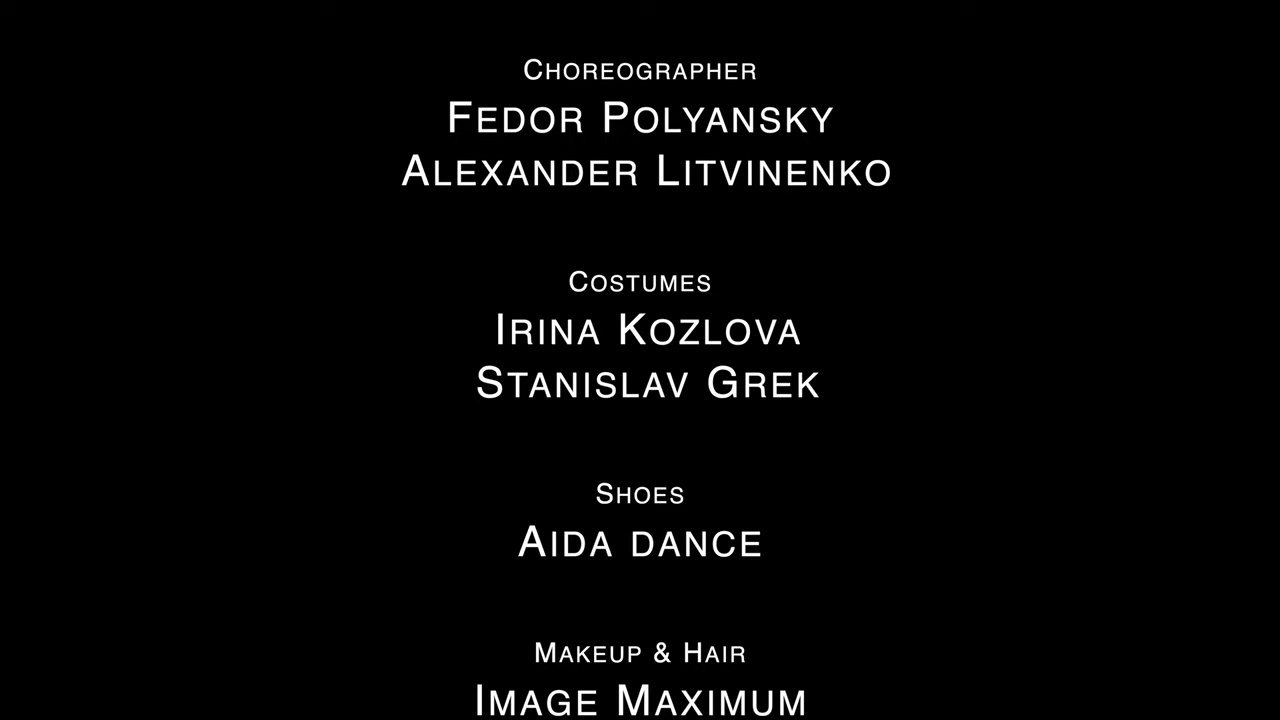 Choreographer
Fedor Polyansky
Alexander Litvinenko
Costumes
Irina Kozlova
Stanislav Grek
Shoes
Aida dance
Makeup & Hair
Image Maximum